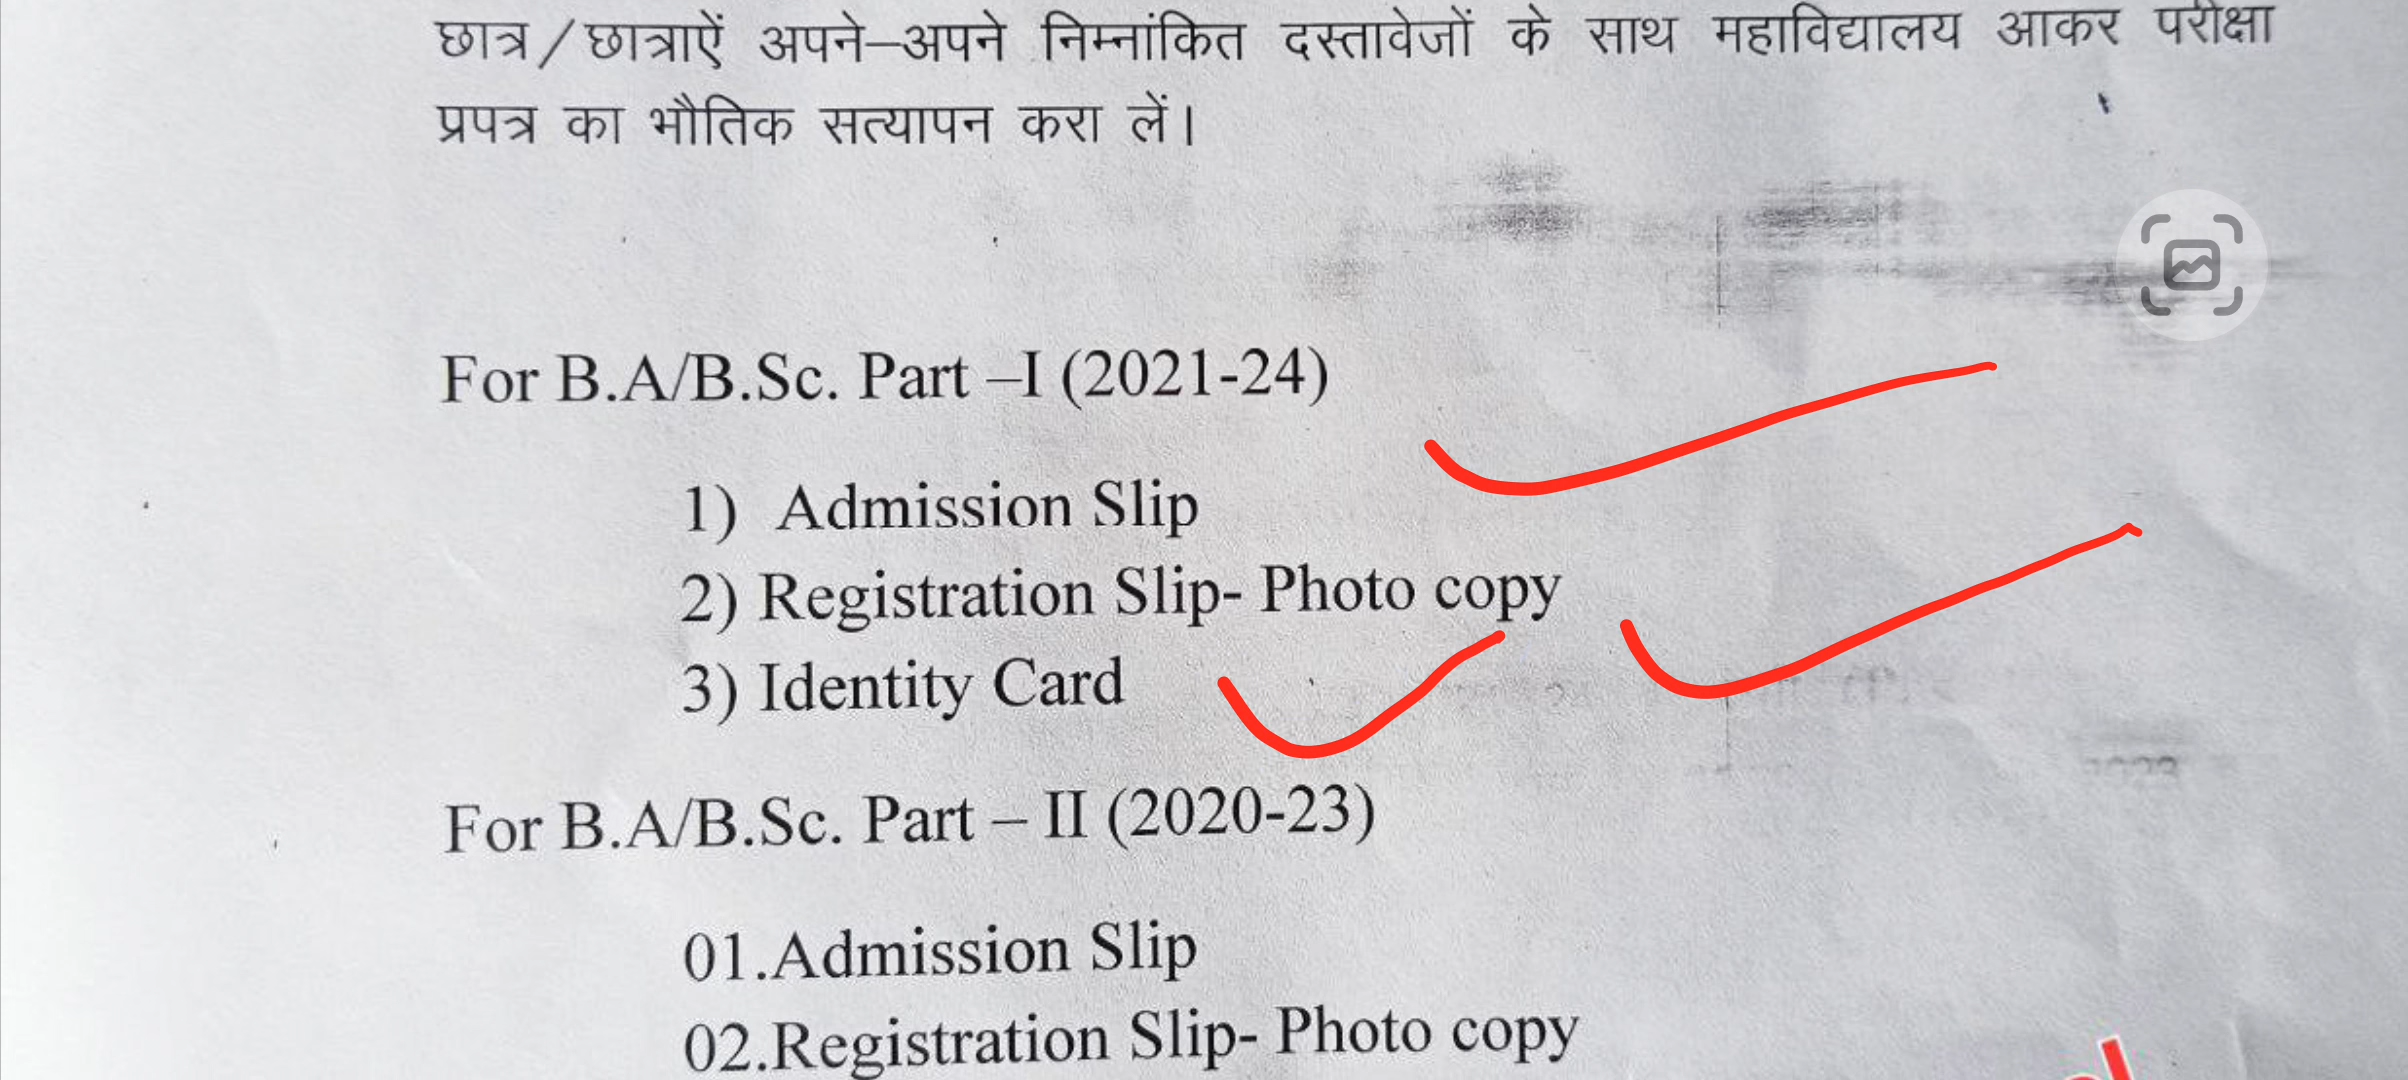 छात्र/छात्राऐं अपने–अपने निम्नांकित दस्तावेजों के साथ महाविद्यालय आकर परीक्षा
प्रपत्र का भौतिक सत्यापन करा लें।
For B.A/B.Sc. Part –I (2021-24)
1) Admission Slip
2) Registration Slip- Photo copy
3) Identity Card
For B.A/B.Sc. Part – II (2020-23)
01.Admission Slip
02.Registration Slip- Photo copy